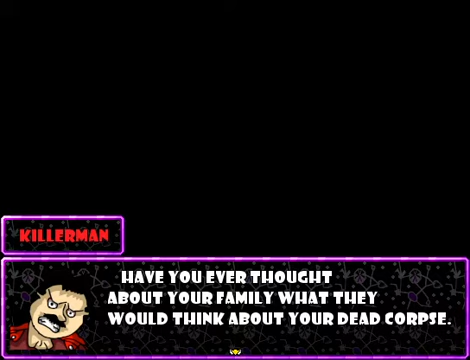 KILLERMAN
HAVE YOU EVER THOUGHT
ABOUT YOUR FAMILY WHAT THEY
WOULD THINK ABOUT YOUR DEAD CORPSE.